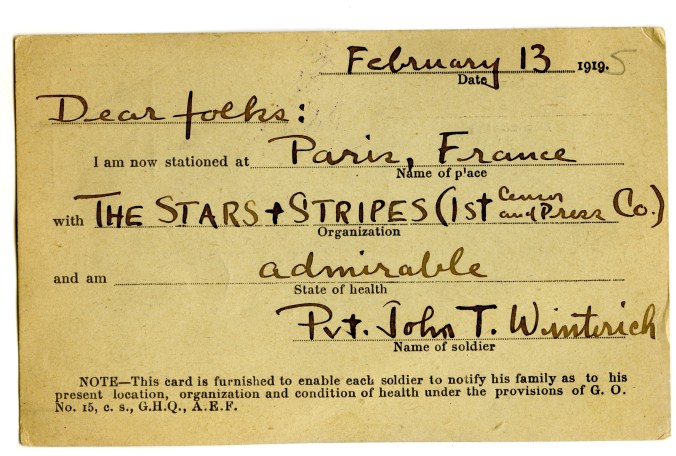 February 13 1919. 5
Date
Dear folks:
I am now stationed at Paris, France
Name of place
with THE STARS + STRIPES (1st Censor and Press Co.)
Organization
and am admirable
State of health
Pvt. John T. Winterich
Name of soldier
NOTE—This card is furnished to enable each soldier to notify his family as to his
present location, organization and condition of health under the provisions of G. O.
No. 15, c. s., G.H.Q., A.E.F.